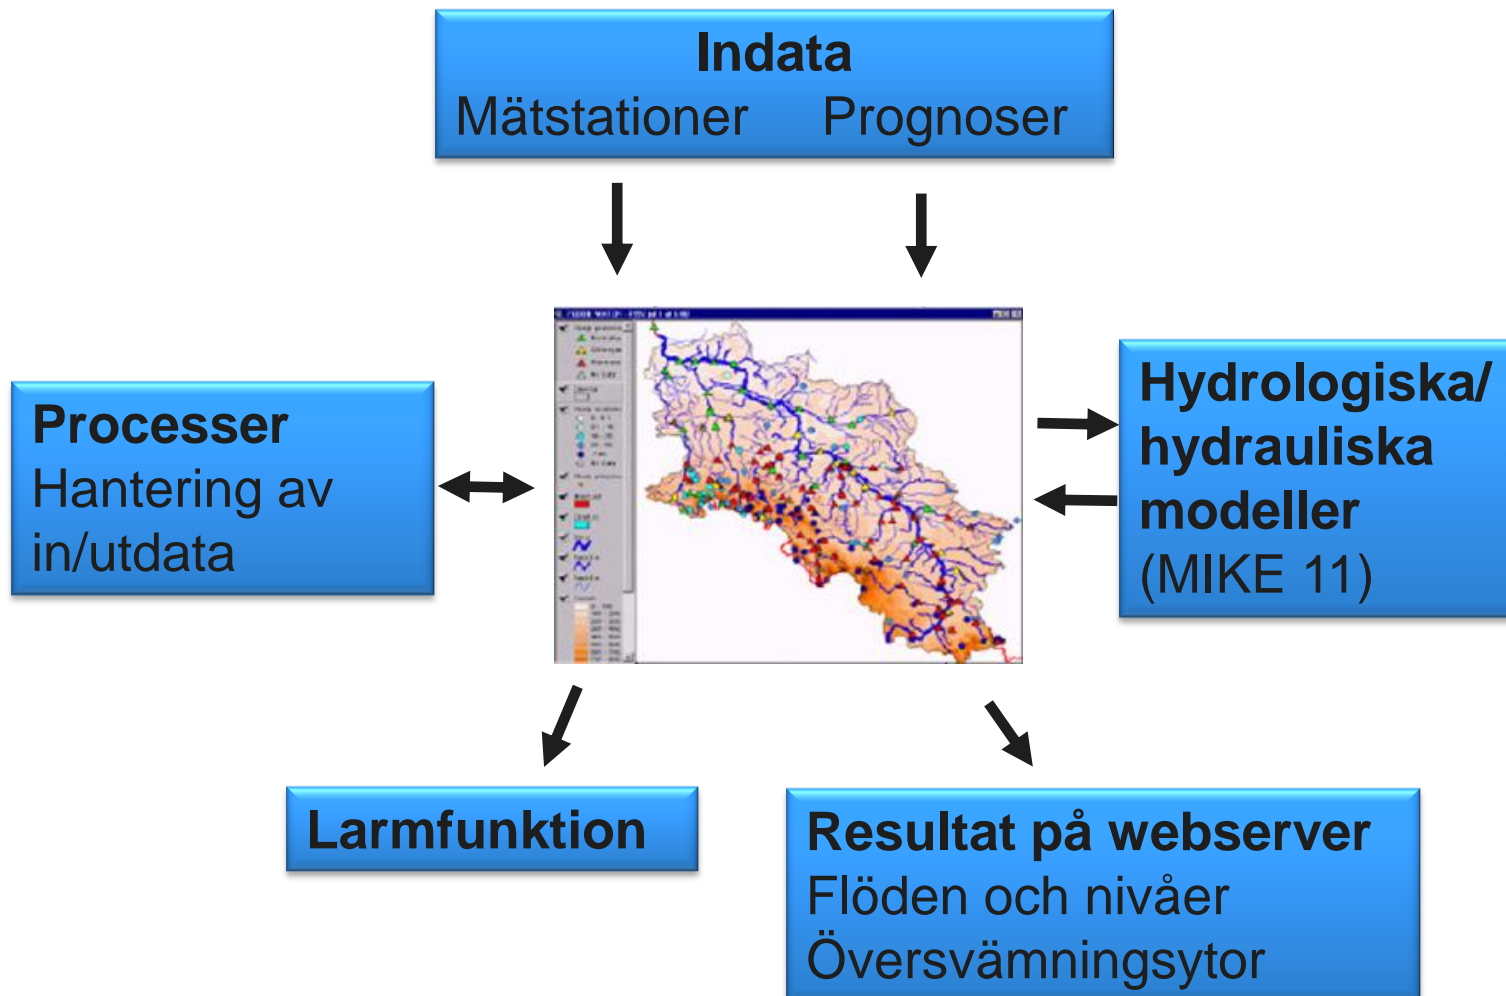 Indata
Mätstationer Prognoser
Processer
Hantering av
in/utdata
Hydrologiska/
hydrauliska
modeller
(MIKE 11)
Larmfunktion
Resultat på webserver
Flöden och nivåer
Översvämningsytor